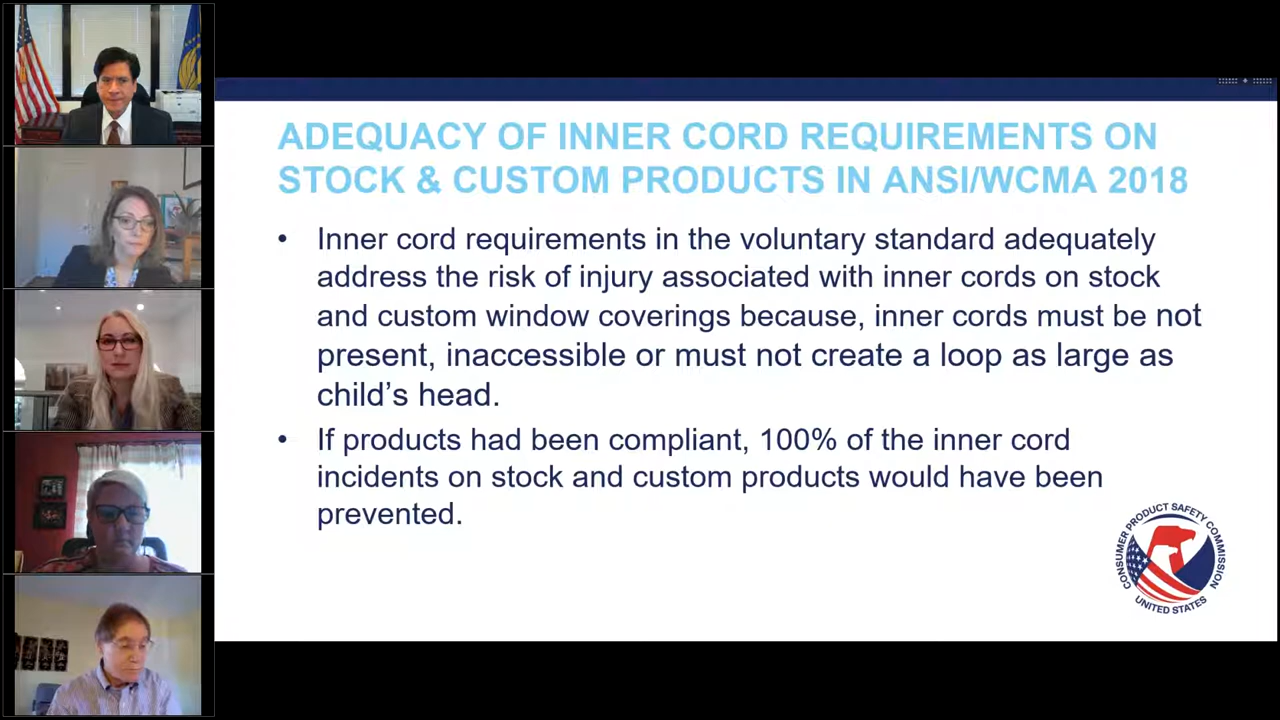 ADEQUACY OF INNER CORD REQUIREMENTS ON
STOCK & CUSTOM PRODUCTS IN ANSI/WCMA 2018
• Inner cord requirements in the voluntary standard adequately
address the risk of injury associated with inner cords on stock
and custom window coverings because, inner cords must be not
present, inaccessible or must not create a loop as large as
child's head.
• If products had been compliant, 100% of the inner cord
incidents on stock and custom products would have been
prevented.
CONSUMER PRODUCT SAFETY COMMISSION
UNITED STATES